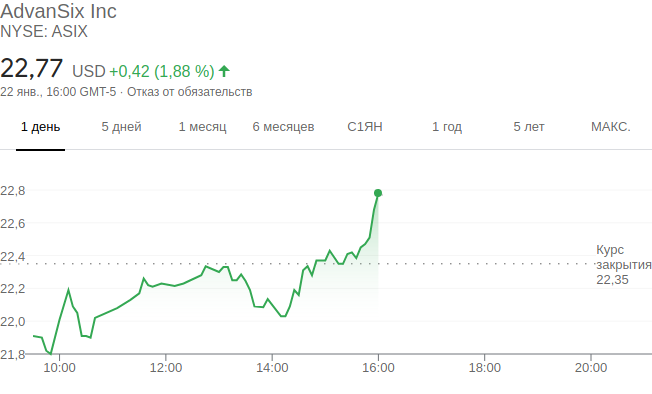 AdvanSix Inc
NYSE: ASIX
22,77 USD +0,42 (1,88 %)
22 янв., 16:00 GMT-5 · Отказ от обязательств
1 день 5 дней 1 месяц 6 месяцев С1ЯН 1 год 5 лет МАКС.
22,8
22,6
22,4
22,2
22,0
21,8
Курс
закрытия
22,35
10:00 12:00 14:00 16:00 18:00 20:00